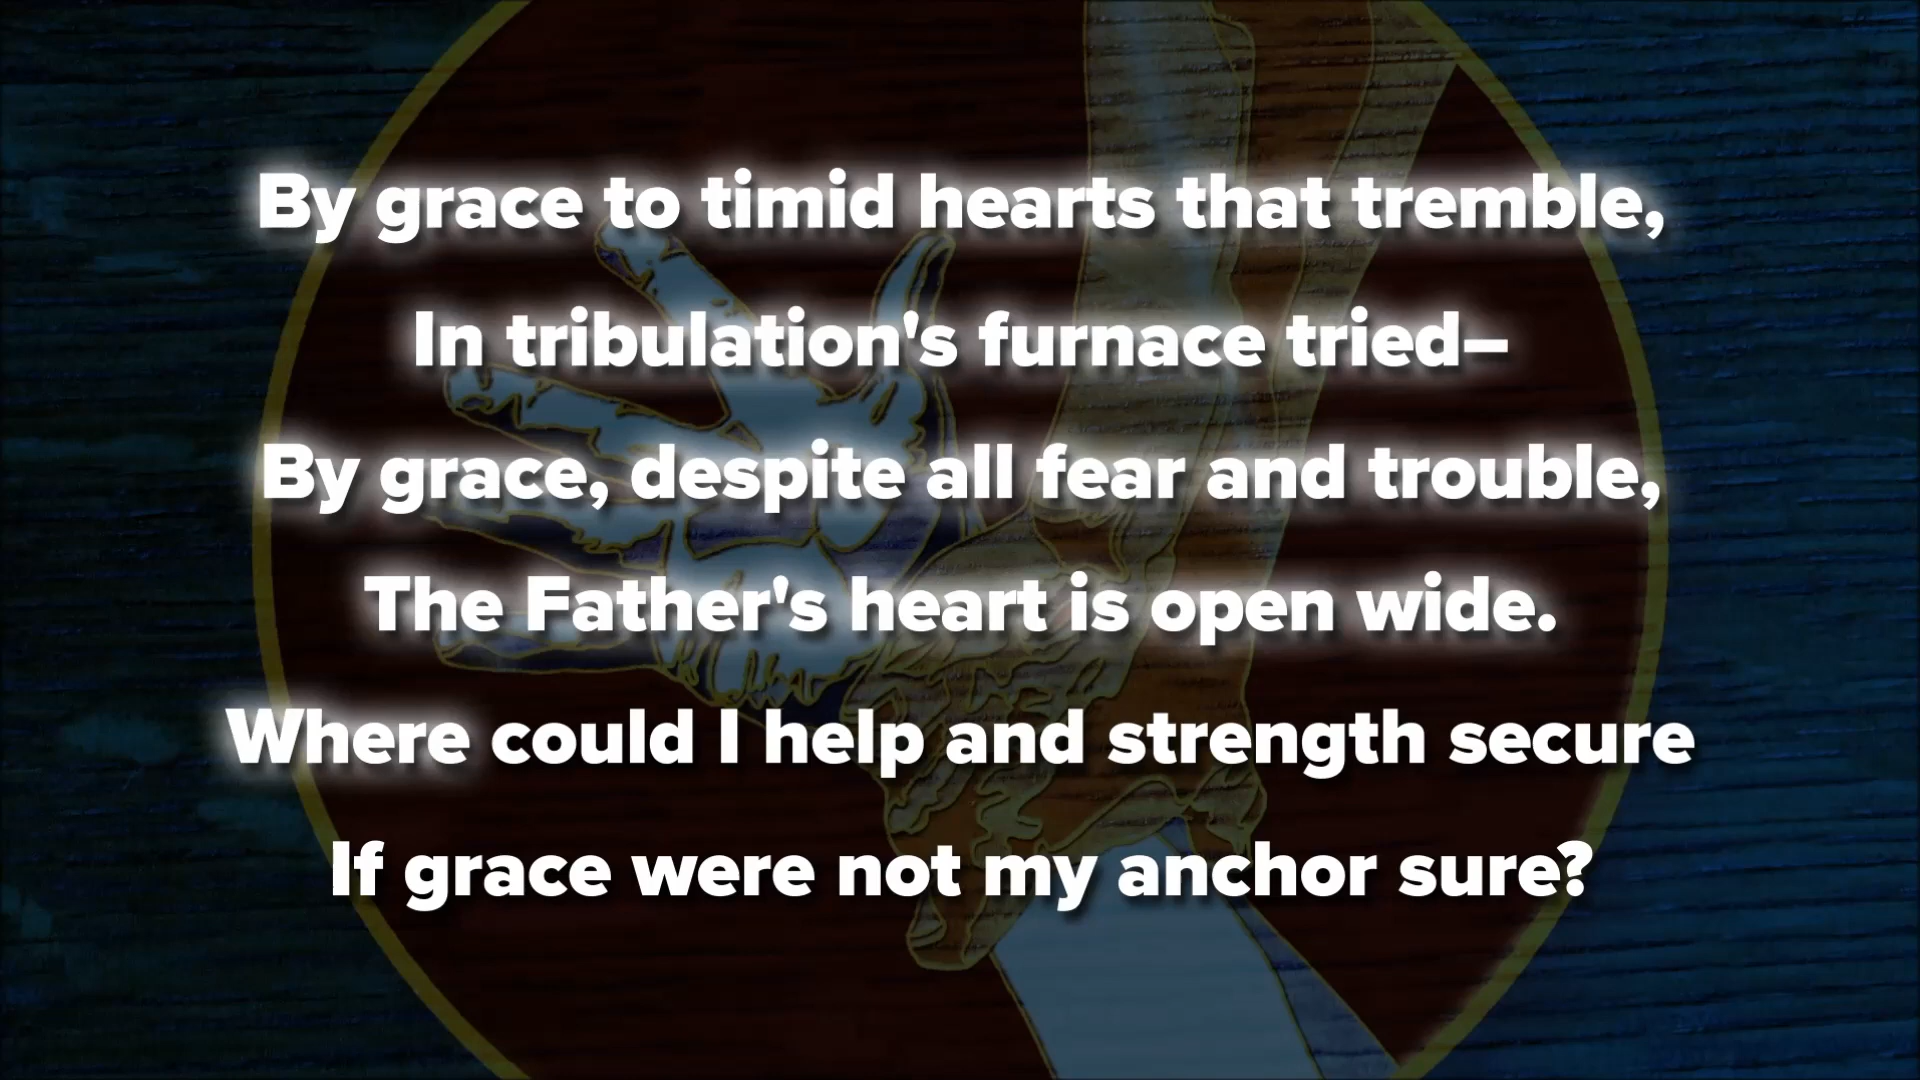 By grace to timid hearts that tremble,
In tribulation's furnace tried–
By grace, despite all fear and trouble,
The Father's heart is open wide.
Where could I help and strength secure
If grace were not my anchor sure?